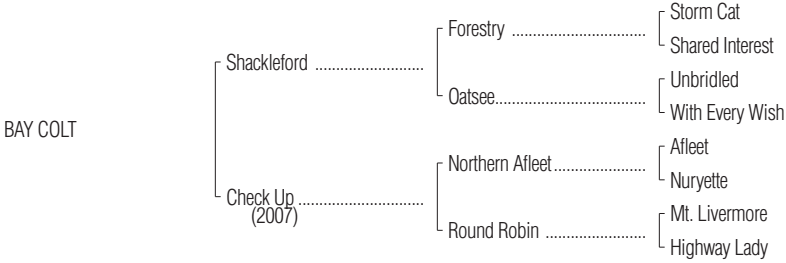 Storm Cat
Forestry ..............................
Shared Interest
Shackleford ........................
Unbridled
Oatsee..................................
With Every Wish
BAY COLT
Afleet
Northern Afleet.....................
Nuryette
Check Up ............................
(2007)
Mt. Livermore
Round Robin .......................
Highway Lady